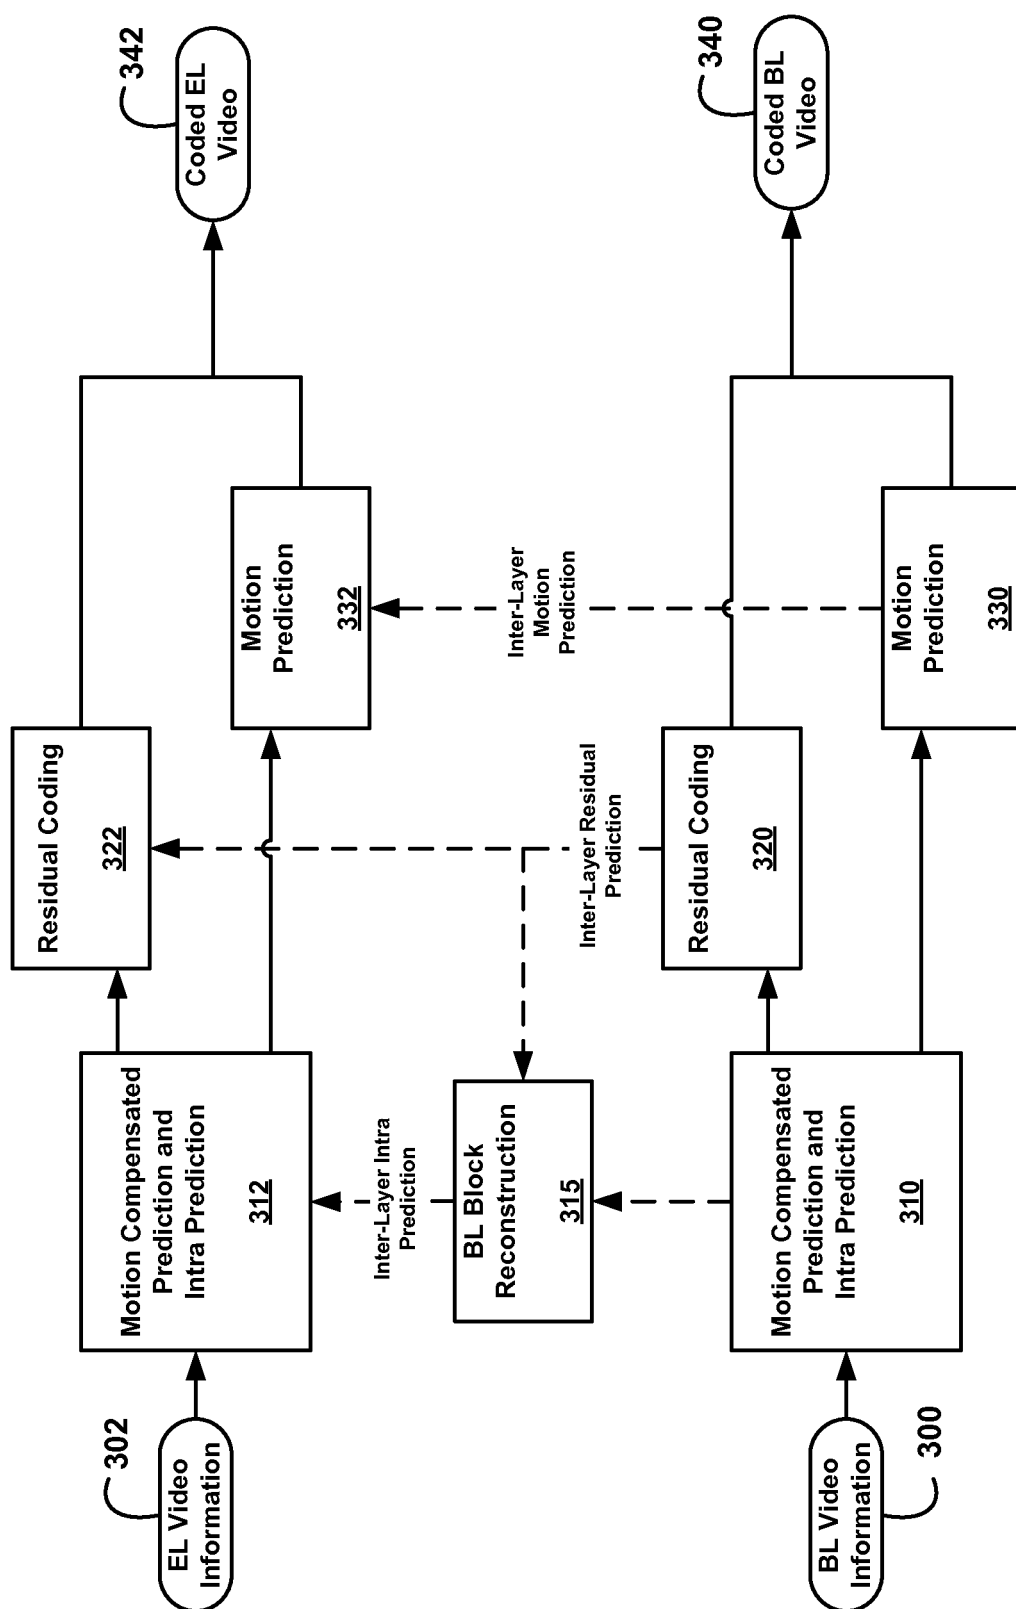 302
EL Video
Information
Motion Compensated
Prediction and
Intra Prediction
312
Residual Coding
322
Motion
Prediction
332
342
Coded EL
Video
Inter-Layer Intra
Prediction
BL Block
Reconstruction
315
Inter-Layer Residual
Prediction
Inter-Layer
Motion
Prediction
BL Video
Information
300
Motion Compensated
Prediction and
Intra Prediction
310
Residual Coding
320
Motion
Prediction
330
340
Coded BL
Video